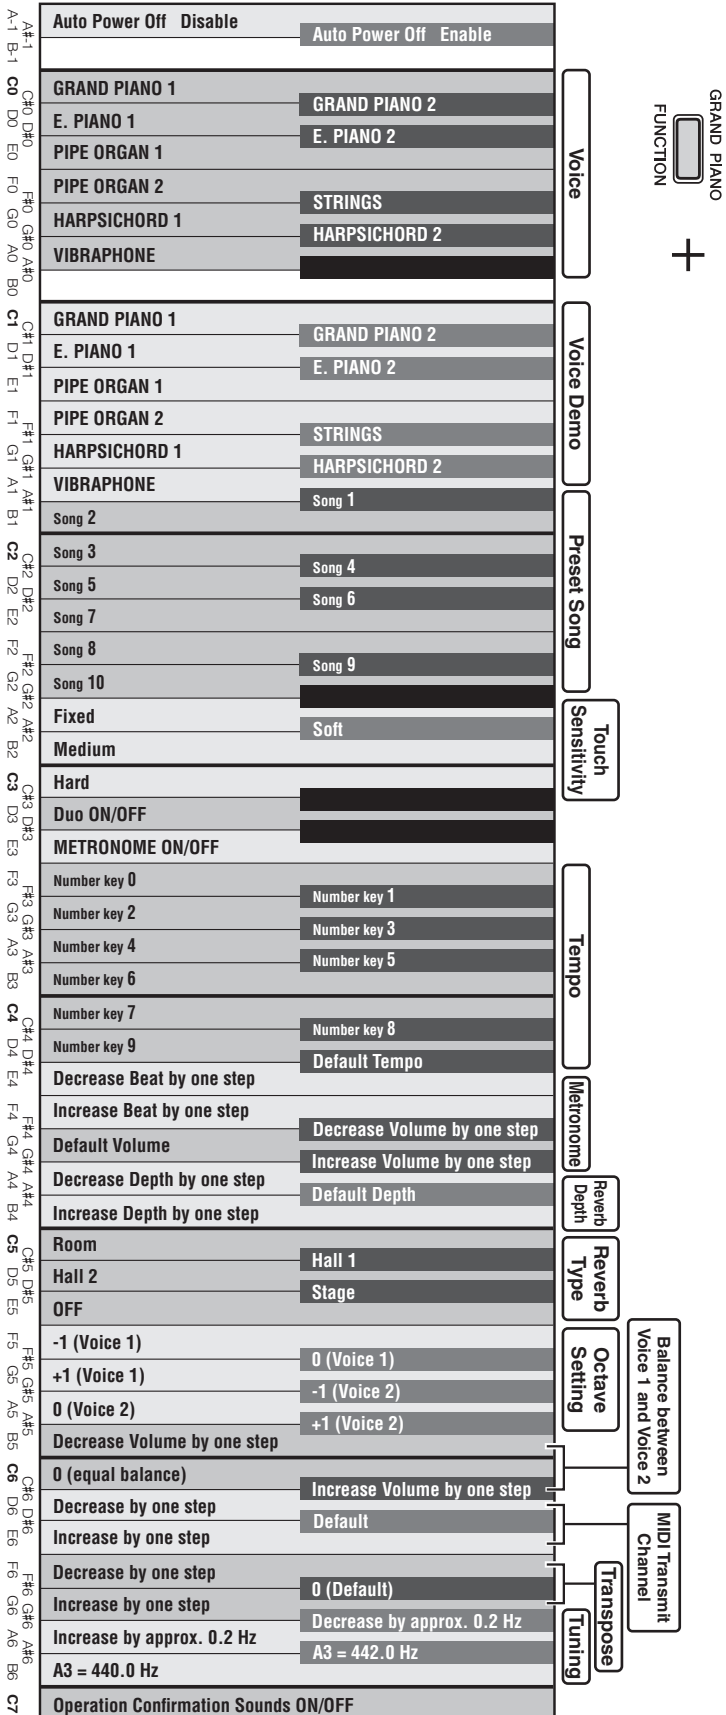 Auto Power Off Disable
Auto Power Off Enable
GRAND PIANO 1
GRAND PIANO 2
E. PIANO 1
E. PIANO 2
PIPE ORGAN 1
PIPE ORGAN 2
STRINGS
HARPSICHORD 1
HARPSICHORD 2
VIBRAPHONE
GRAND PIANO 1
GRAND PIANO 2
E. PIANO 1
E. PIANO 2
PIPE ORGAN 1
PIPE ORGAN 2
STRINGS
HARPSICHORD 1
HARPSICHORD 2
VIBRAPHONE
Song 1
Song 2
Song 3
Song 4
Song 5
Song 6
Song 7
Song 8
Song 9
Song 10
Fixed
Soft
Medium
Hard
Duo ON/OFF
METRONOME ON/OFF
Number key 0
Number key 1
Number key 2
Number key 3
Number key 4
Number key 5
Number key 6
Number key 7
Number key 8
Number key 9
Default Tempo
Decrease Beat by one step
Increase Beat by one step
Decrease Volume by one step
Default Volume
Increase Volume by one step
Decrease Depth by one step
Default Depth
Increase Depth by one step
Room
Hall 1
Hall 2
Stage
OFF
-1 (Voice 1)
0 (Voice 1)
+1 (Voice 1)
-1 (Voice 2)
0 (Voice 2)
+1 (Voice 2)
Decrease Volume by one step
0 (equal balance)
Increase Volume by one step
Decrease by one step
Default
Increase by one step
Decrease by one step
0 (Default)
Increase by one step
Decrease by approx. 0.2 Hz
Increase by approx. 0.2 Hz
A3 = 442.0 Hz
A3 = 440.0 Hz
Operation Confirmation Sounds ON/OFF
A#-1
A-1 B-1
C#0 D#0 F#0 G#0 A#0
C0 D0 E0 F0 G0 A0 B0
C#1 D#1 F#1 G#1 A#1
C1 D1 E1 F1 G1 A1 B1
C#2 D#2 F#2 G#2 A#2
C2 D2 E2 F2 G2 A2 B2
C#3 D#3 F#3 G#3 A#3
C3 D3 E3 F3 G3 A3 B3
C#4 D#4 F#4 G#4 A#4
C4 D4 E4 F4 G4 A4 B4
C#5 D#5 F#5 G#5 A#5
C5 D5 E5 F5 G5 A5 B5
C#6 D#6 F#6 G#6 A#6
C6 D6 E6 F6 G6 A6 B6
C7
GRAND PIANO
FUNCTION
+
Voice
Voice Demo
Preset Song
Touch
Sensitivity
Tempo
Metronome
Reverb
Depth
Reverb
Type
Octave
Setting
Balance between
Voice 1 and Voice 2
MIDI Transmit
Channel
Transpose
Tuning